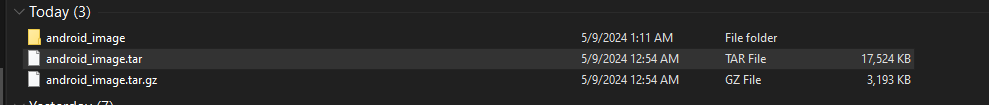 Today (3)
android_image 5/9/2024 1:11 AM File folder
android_image.tar 5/9/2024 12:54 AM TAR File 17,524 KB
android_image.tar.gz 5/9/2024 12:54 AM GZ File 3,193 KB
Yesterday (7)